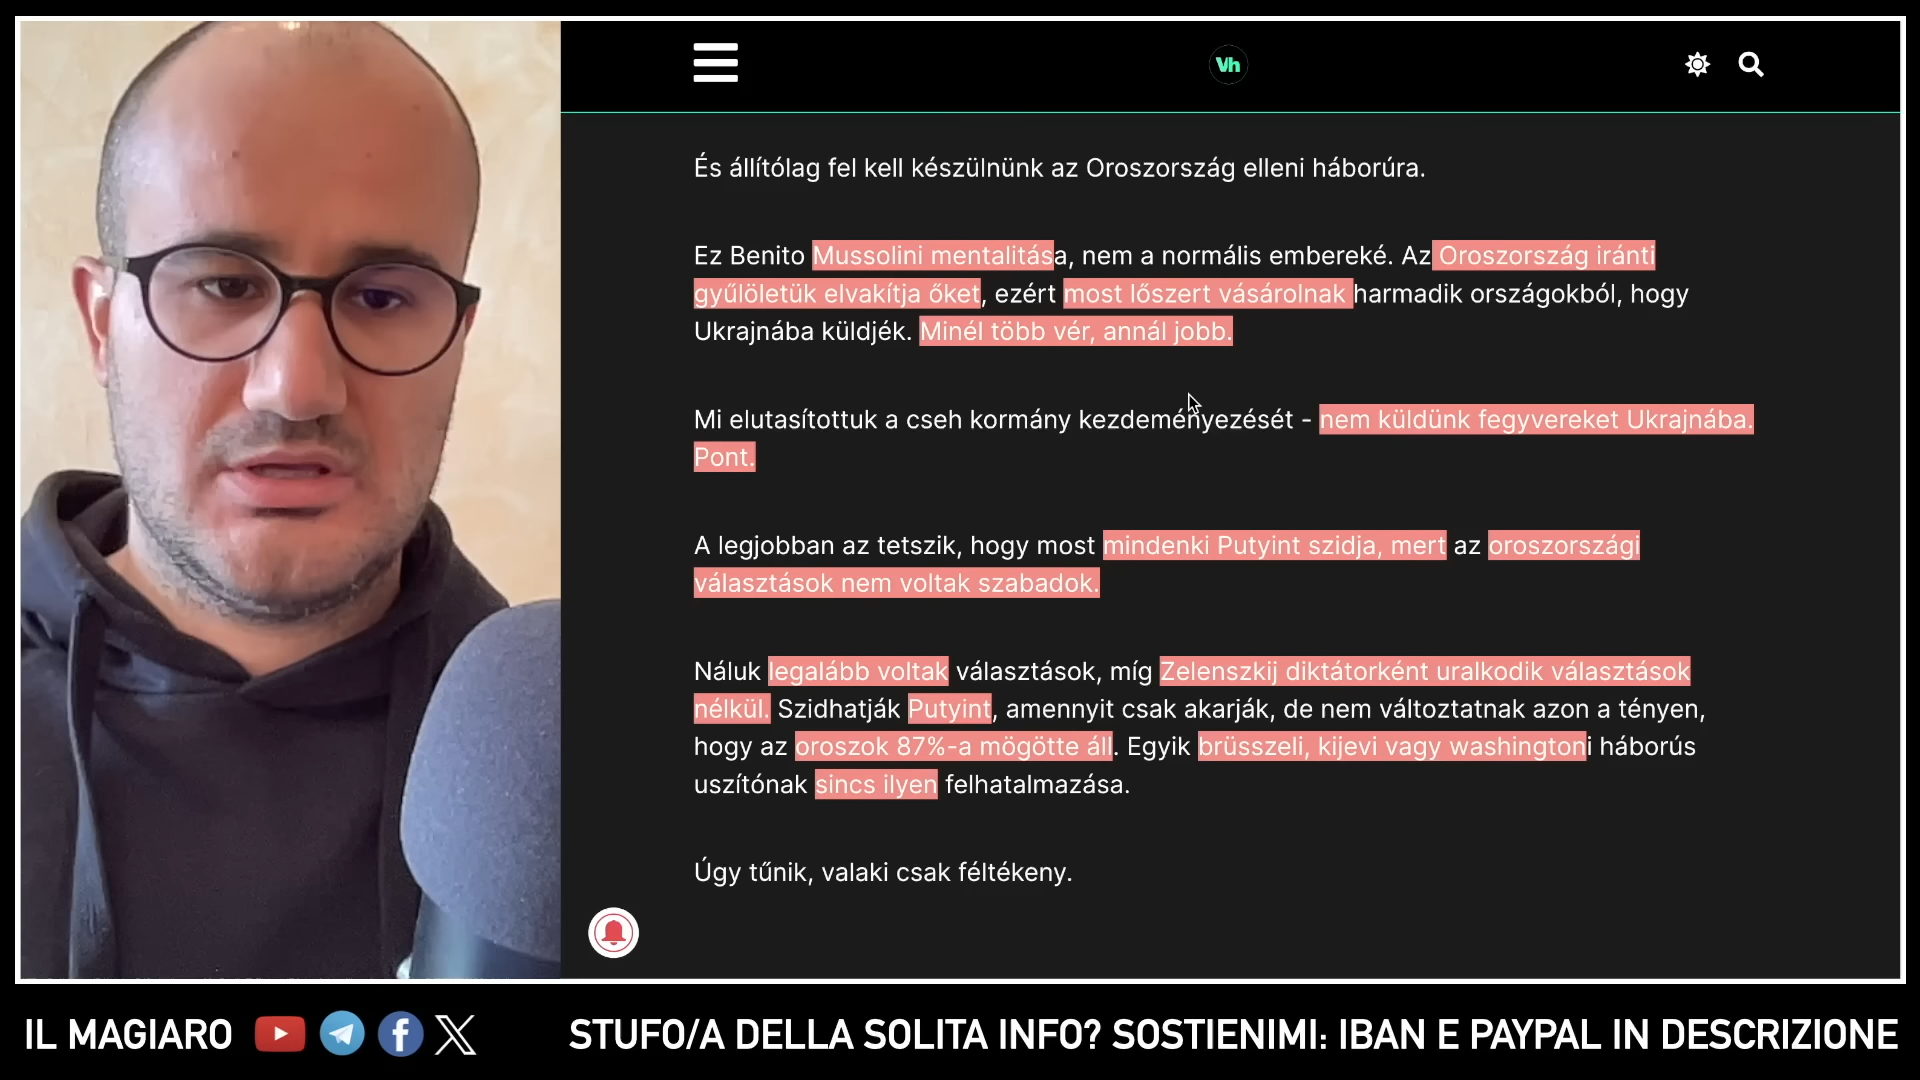 Vh
És állítólag fel kell készülnünk az Oroszország elleni háborúra.
Ez Benito Mussolini mentalitása, nem a normális embereké. Az Oroszország iránti
gyűlöletük elvakítja őket, ezért most lőszert vásárolnak harmadik országokból, hogy
Ukrajnába küldjék. Minél több vér, annál jobb.
Mi elutasítottuk a cseh kormány kezdeményezését - nem küldünk fegyvereket Ukrajnába.
Pont.
A legjobban az tetszik, hogy most mindenki Putyint szidja, mert az oroszországi
választások nem voltak szabadok.
Náluk legalább voltak választások, míg Zelenszkij diktátorként uralkodik választások
nélkül. Szidhatják Putyint, amennyit csak akarják, de nem változtatnak azon a tényen,
hogy az oroszok 87%-a mögötte áll. Egyik brüsszeli, kijevi vagy washingtoni háborús
uszítónak sincs ilyen felhatalmazása.
Úgy tűnik, valaki csak féltékeny.
IL MAGIARO
STUFO/A DELLA SOLITA INFO? SOSTIENIMI: IBAN E PAYPAL IN DESCRIZIONE